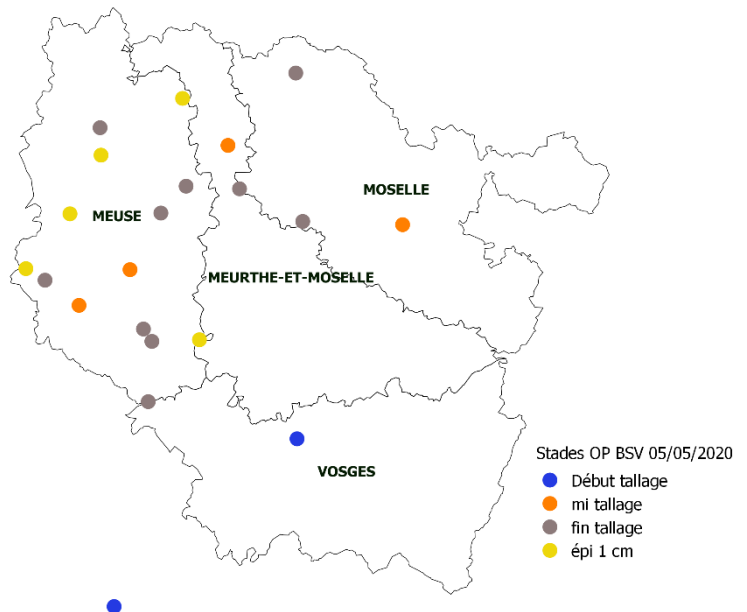 MOSELLE
MEUSE
MEURTHE-ET-MOSELLE
VOSGES
Stades OP BSV 05/05/2020
Début tallage
mi tallage
fin tallage
épi 1 cm